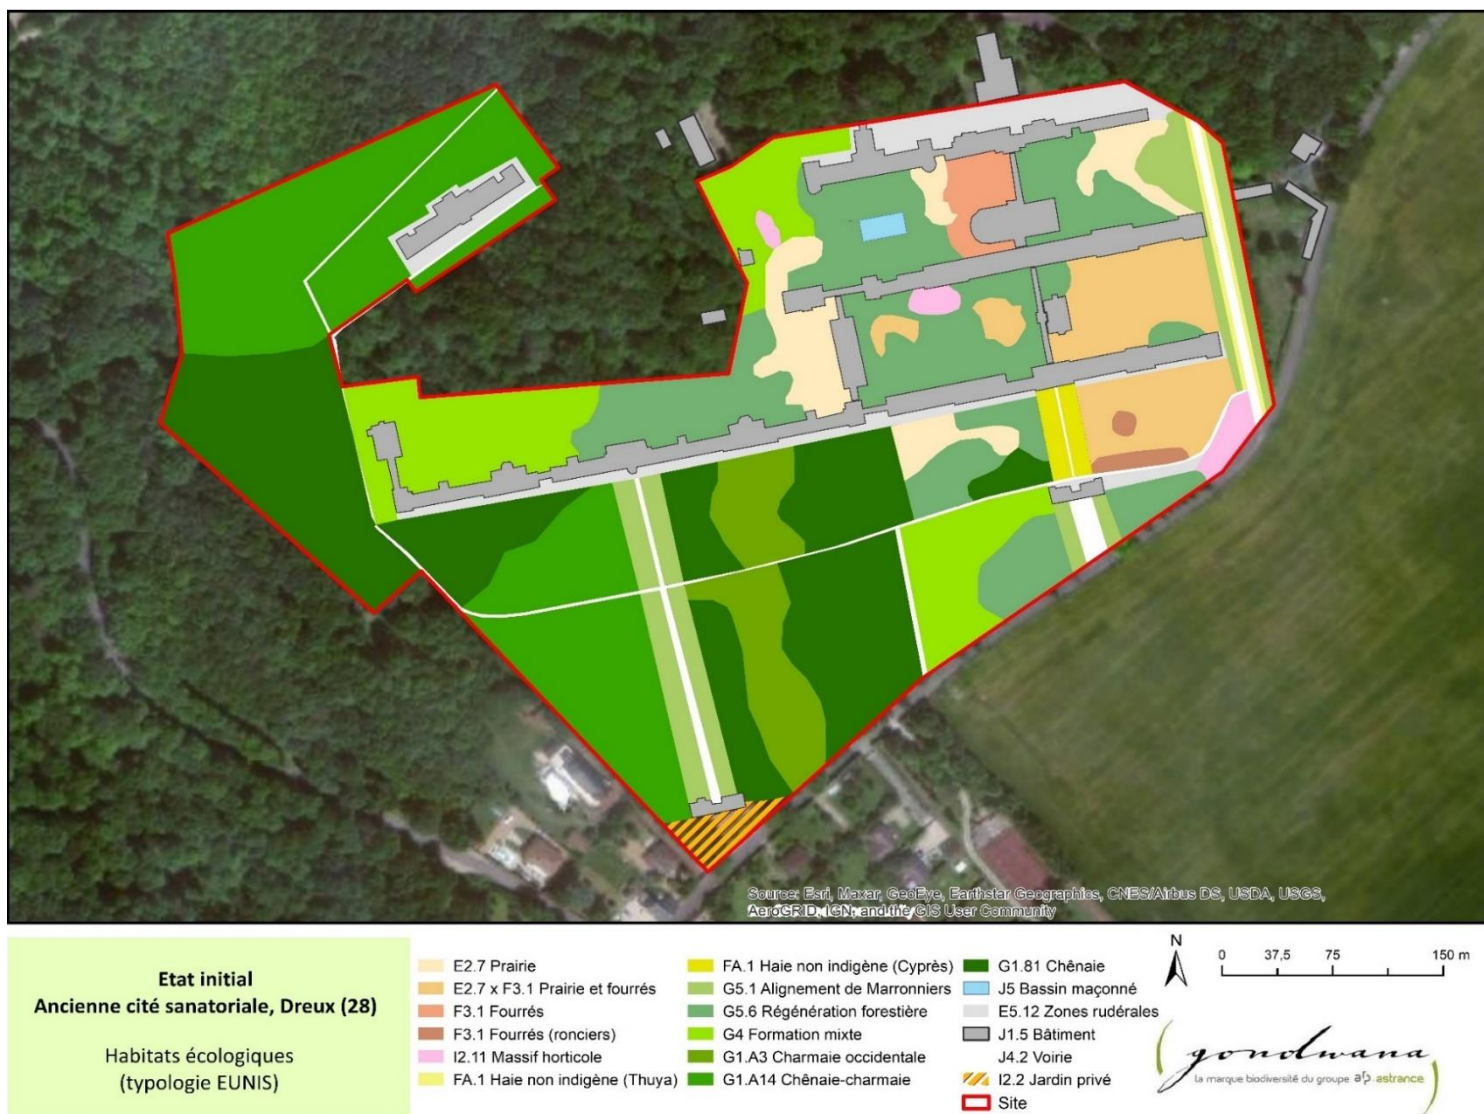 Source: Esri, Maxar, GeoEye, Earthstar Geographics, CNES/Airbus DS, USDA, USGS,
AeroGRID, IGN, and the GIS User Community
Etat initial
Ancienne cité sanatoriale, Dreux (28)
Habitats écologiques
(typologie EUNIS)
E2.7 Prairie
E2.7 x F3.1 Prairie et fourrés
F3.1 Fourrés
F3.1 Fourrés (ronciers)
I2.11 Massif horticole
FA.1 Haie non indigène (Thuya)
FA.1 Haie non indigène (Cyprès)
G5.1 Alignement de Marronniers
G5.6 Régénération forestière
G4 Formation mixte
G1.A3 Charmaie occidentale
G1.A14 Chênaie-charmaie
G1.81 Chênaie
J5 Bassin maçonné
E5.12 Zones rudérales
J1.5 Bâtiment
J4.2 Voirie
I2.2 Jardin privé
Site
N
0 37,5 75 150 m
gondwana
la marque biodiversité du groupe afs astrance